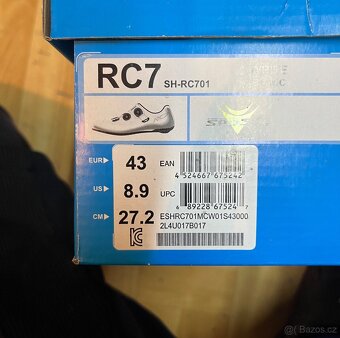 RC7 SH-RC701
EUR 43 EAN
4 524667 675242
US 8.9 UPC
6 89228 67524 7
CM 27.2 ESHRC701MCW01S43000
2L4U017B017
Bazos.cz